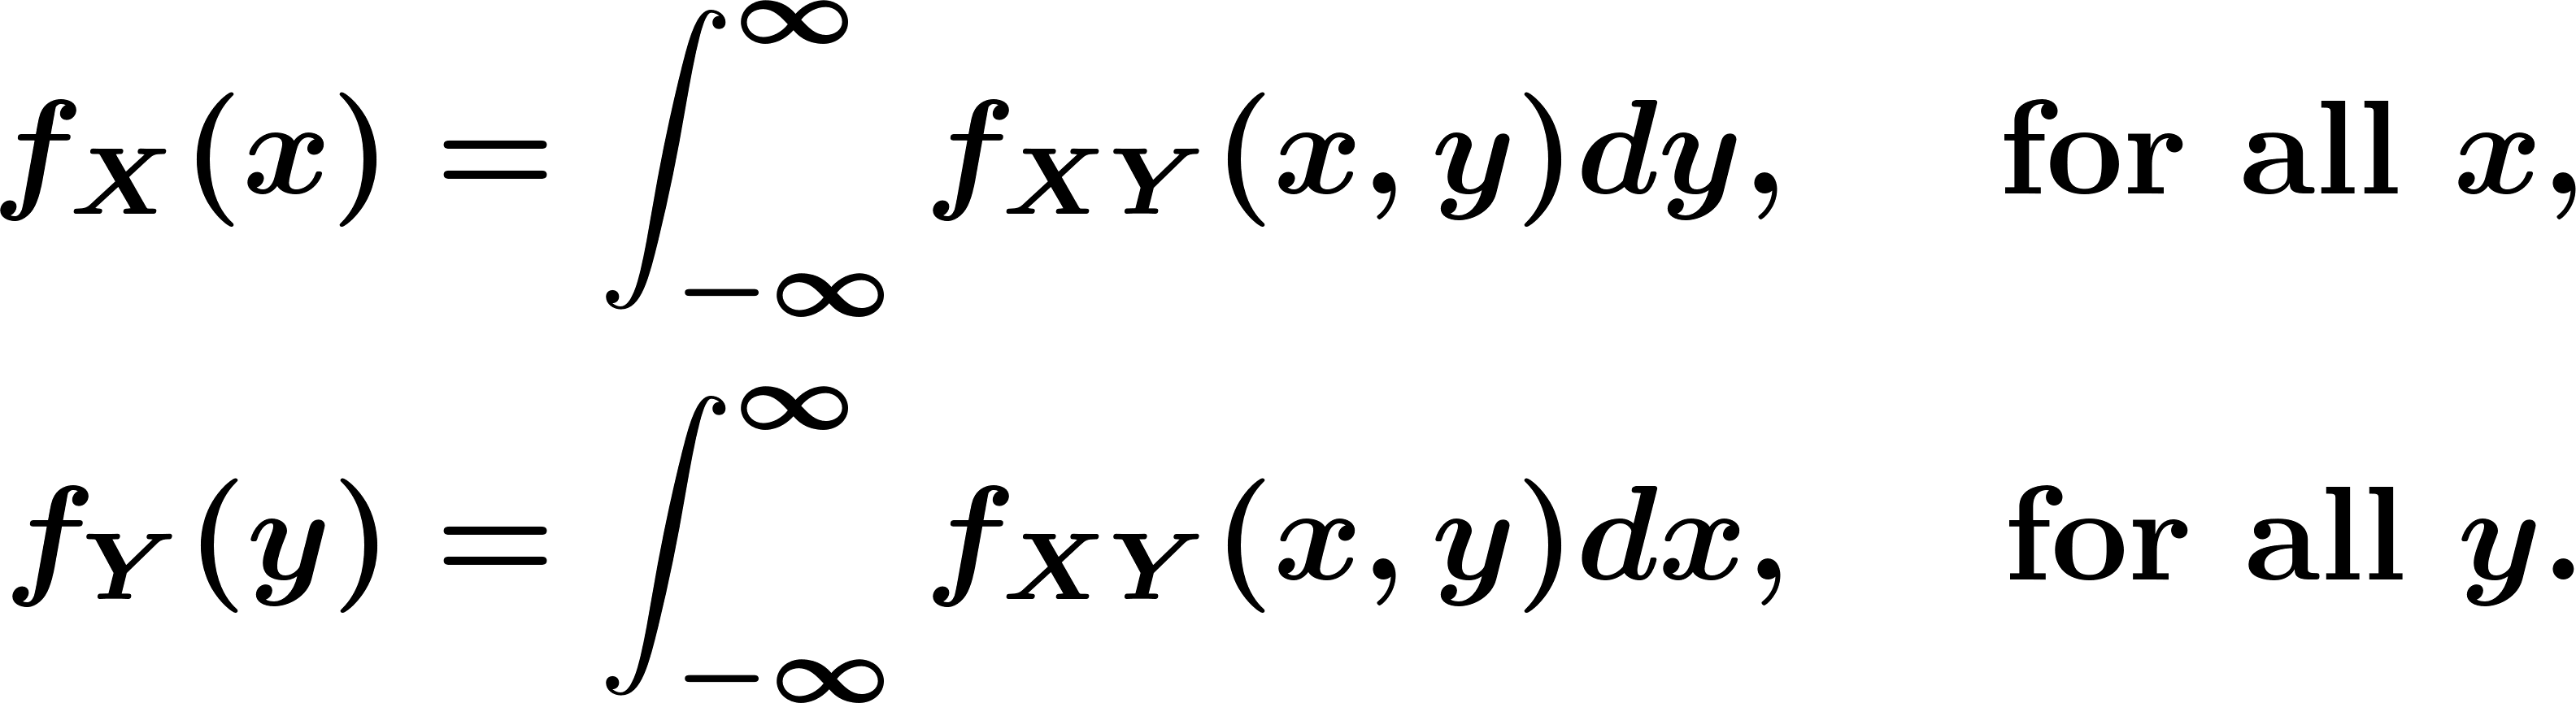 f_X(x) = ∫_{-∞}^{∞} f_{XY}(x, y)dy, for all x,
f_Y(y) = ∫_{-∞}^{∞} f_{XY}(x, y)dx, for all y.